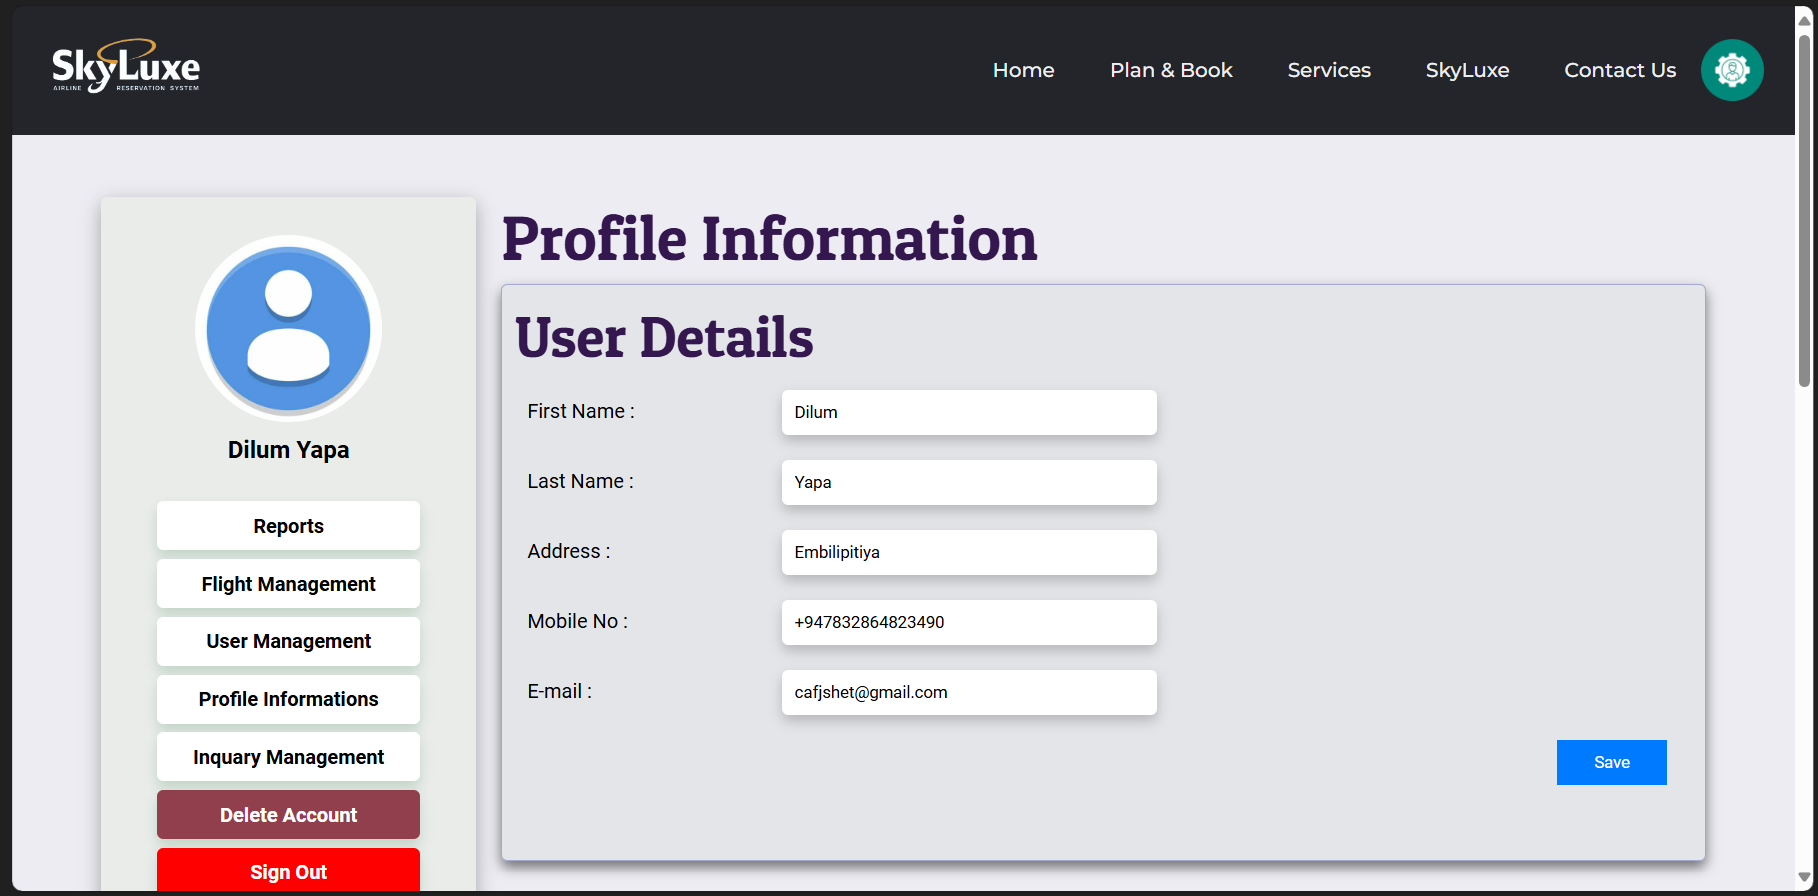 SkyLuxe
AIRLINE RESERVATION SYSTEM
Home Plan & Book Services SkyLuxe Contact Us
Dilum Yapa
Reports
Flight Management
User Management
Profile Informations
Inquary Management
Delete Account
Sign Out
Profile Information
User Details
First Name : Dilum
Last Name : Yapa
Address : Embilipitiya
Mobile No : +947832864823490
E-mail : cafjshet@gmail.com
Save